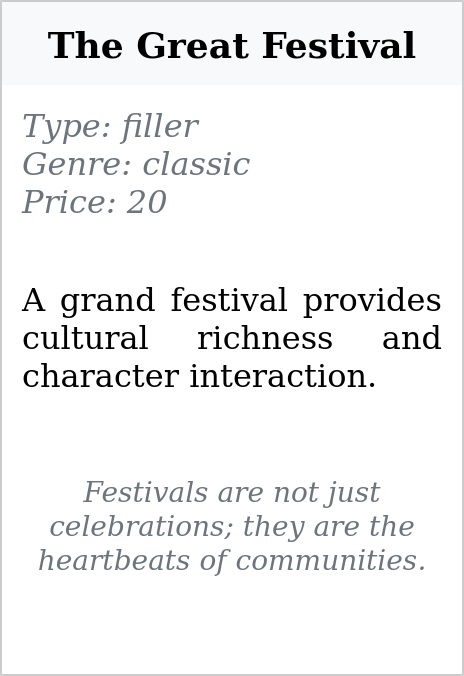 The Great Festival
Type: filler
Genre: classic
Price: 20
A grand festival provides
cultural richness and
character interaction.
Festivals are not just
celebrations; they are the
heartbeats of communities.